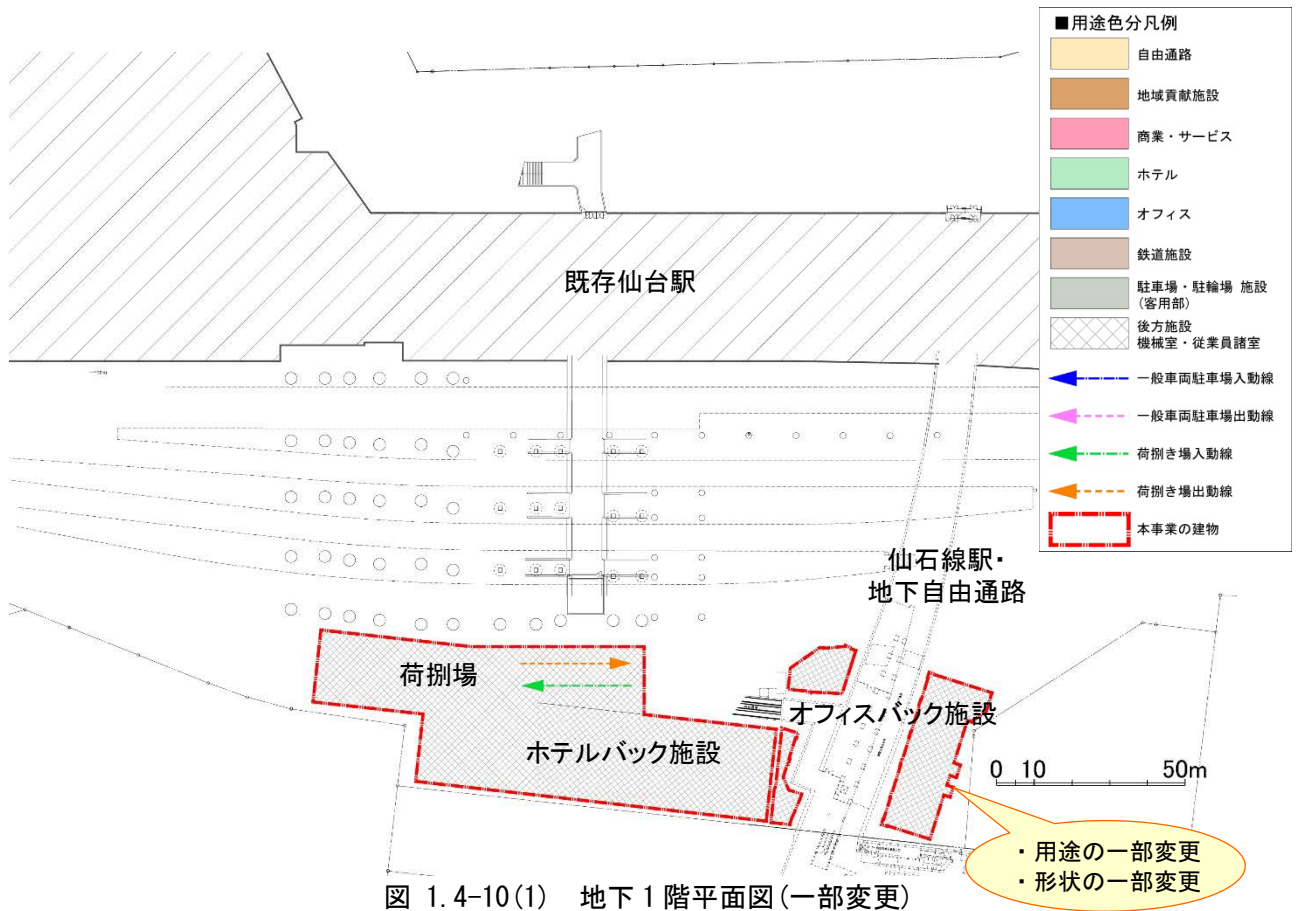 ■用途色分凡例
自由通路
地域貢献施設
商業・サービス
ホテル
オフィス
鉄道施設
駐車場・駐輪場 施設
(客用部)
後方施設
機械室・従業員諸室
一般車両駐車場入動線
一般車両駐車場出動線
荷捌き場入動線
荷捌き場出動線
本事業の建物
既存仙台駅
仙石線駅・
地下自由通路
荷捌場
オフィスバック施設
ホテルバック施設
0 10 50m
・用途の一部変更
・形状の一部変更
図 1.4-10(1) 地下1階平面図(一部変更)